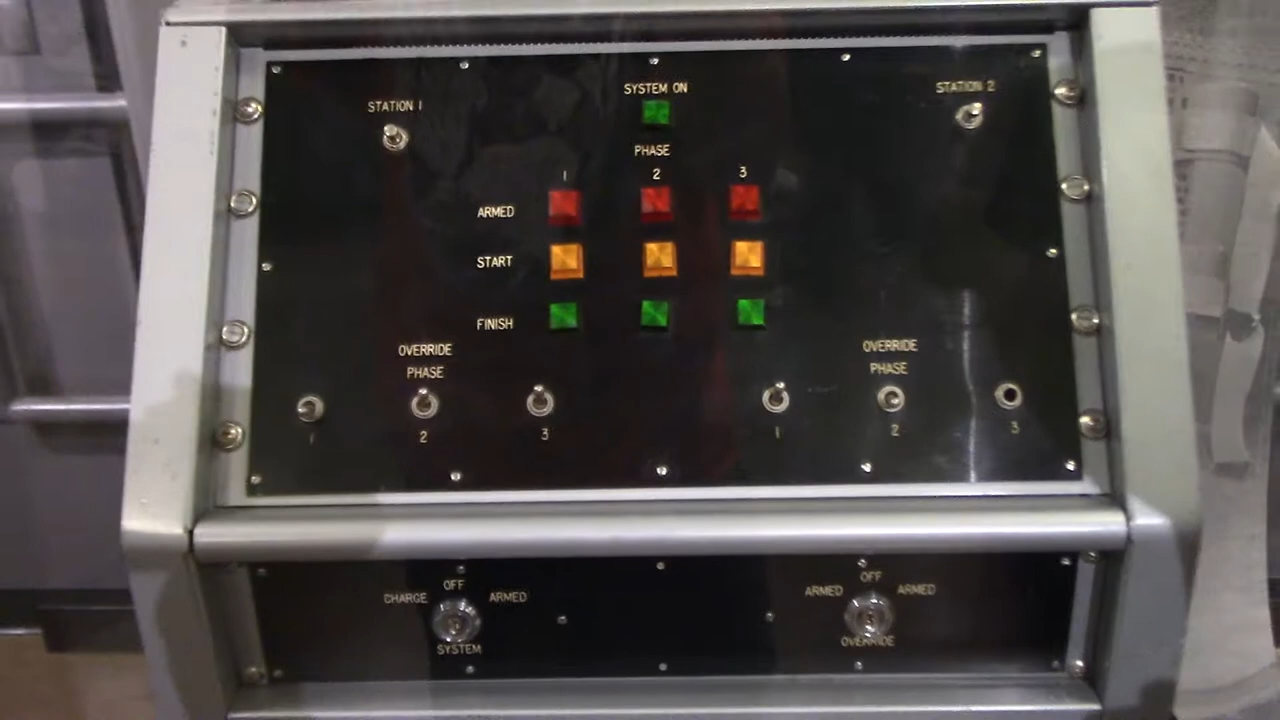 SYSTEM ON
STATION 1
STATION 2
PHASE
1 2 3
ARMED
START
FINISH
OVERRIDE
PHASE
1 2 3
OVERRIDE
PHASE
1 2 3
OFF
CHARGE ARMED
SYSTEM
OFF
ARMED ARMED
OVERRIDE